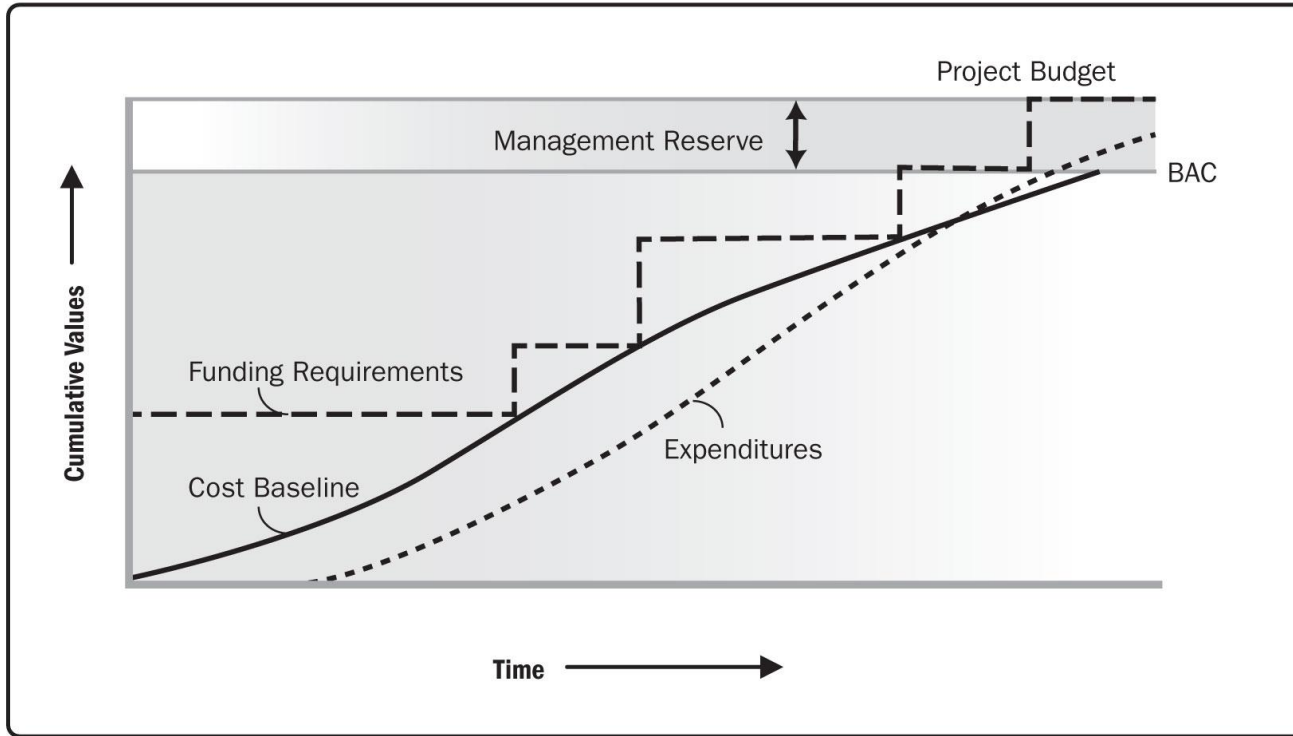 Project Budget
Management Reserve
BAC
Cumulative Values
Funding Requirements
Expenditures
Cost Baseline
Time